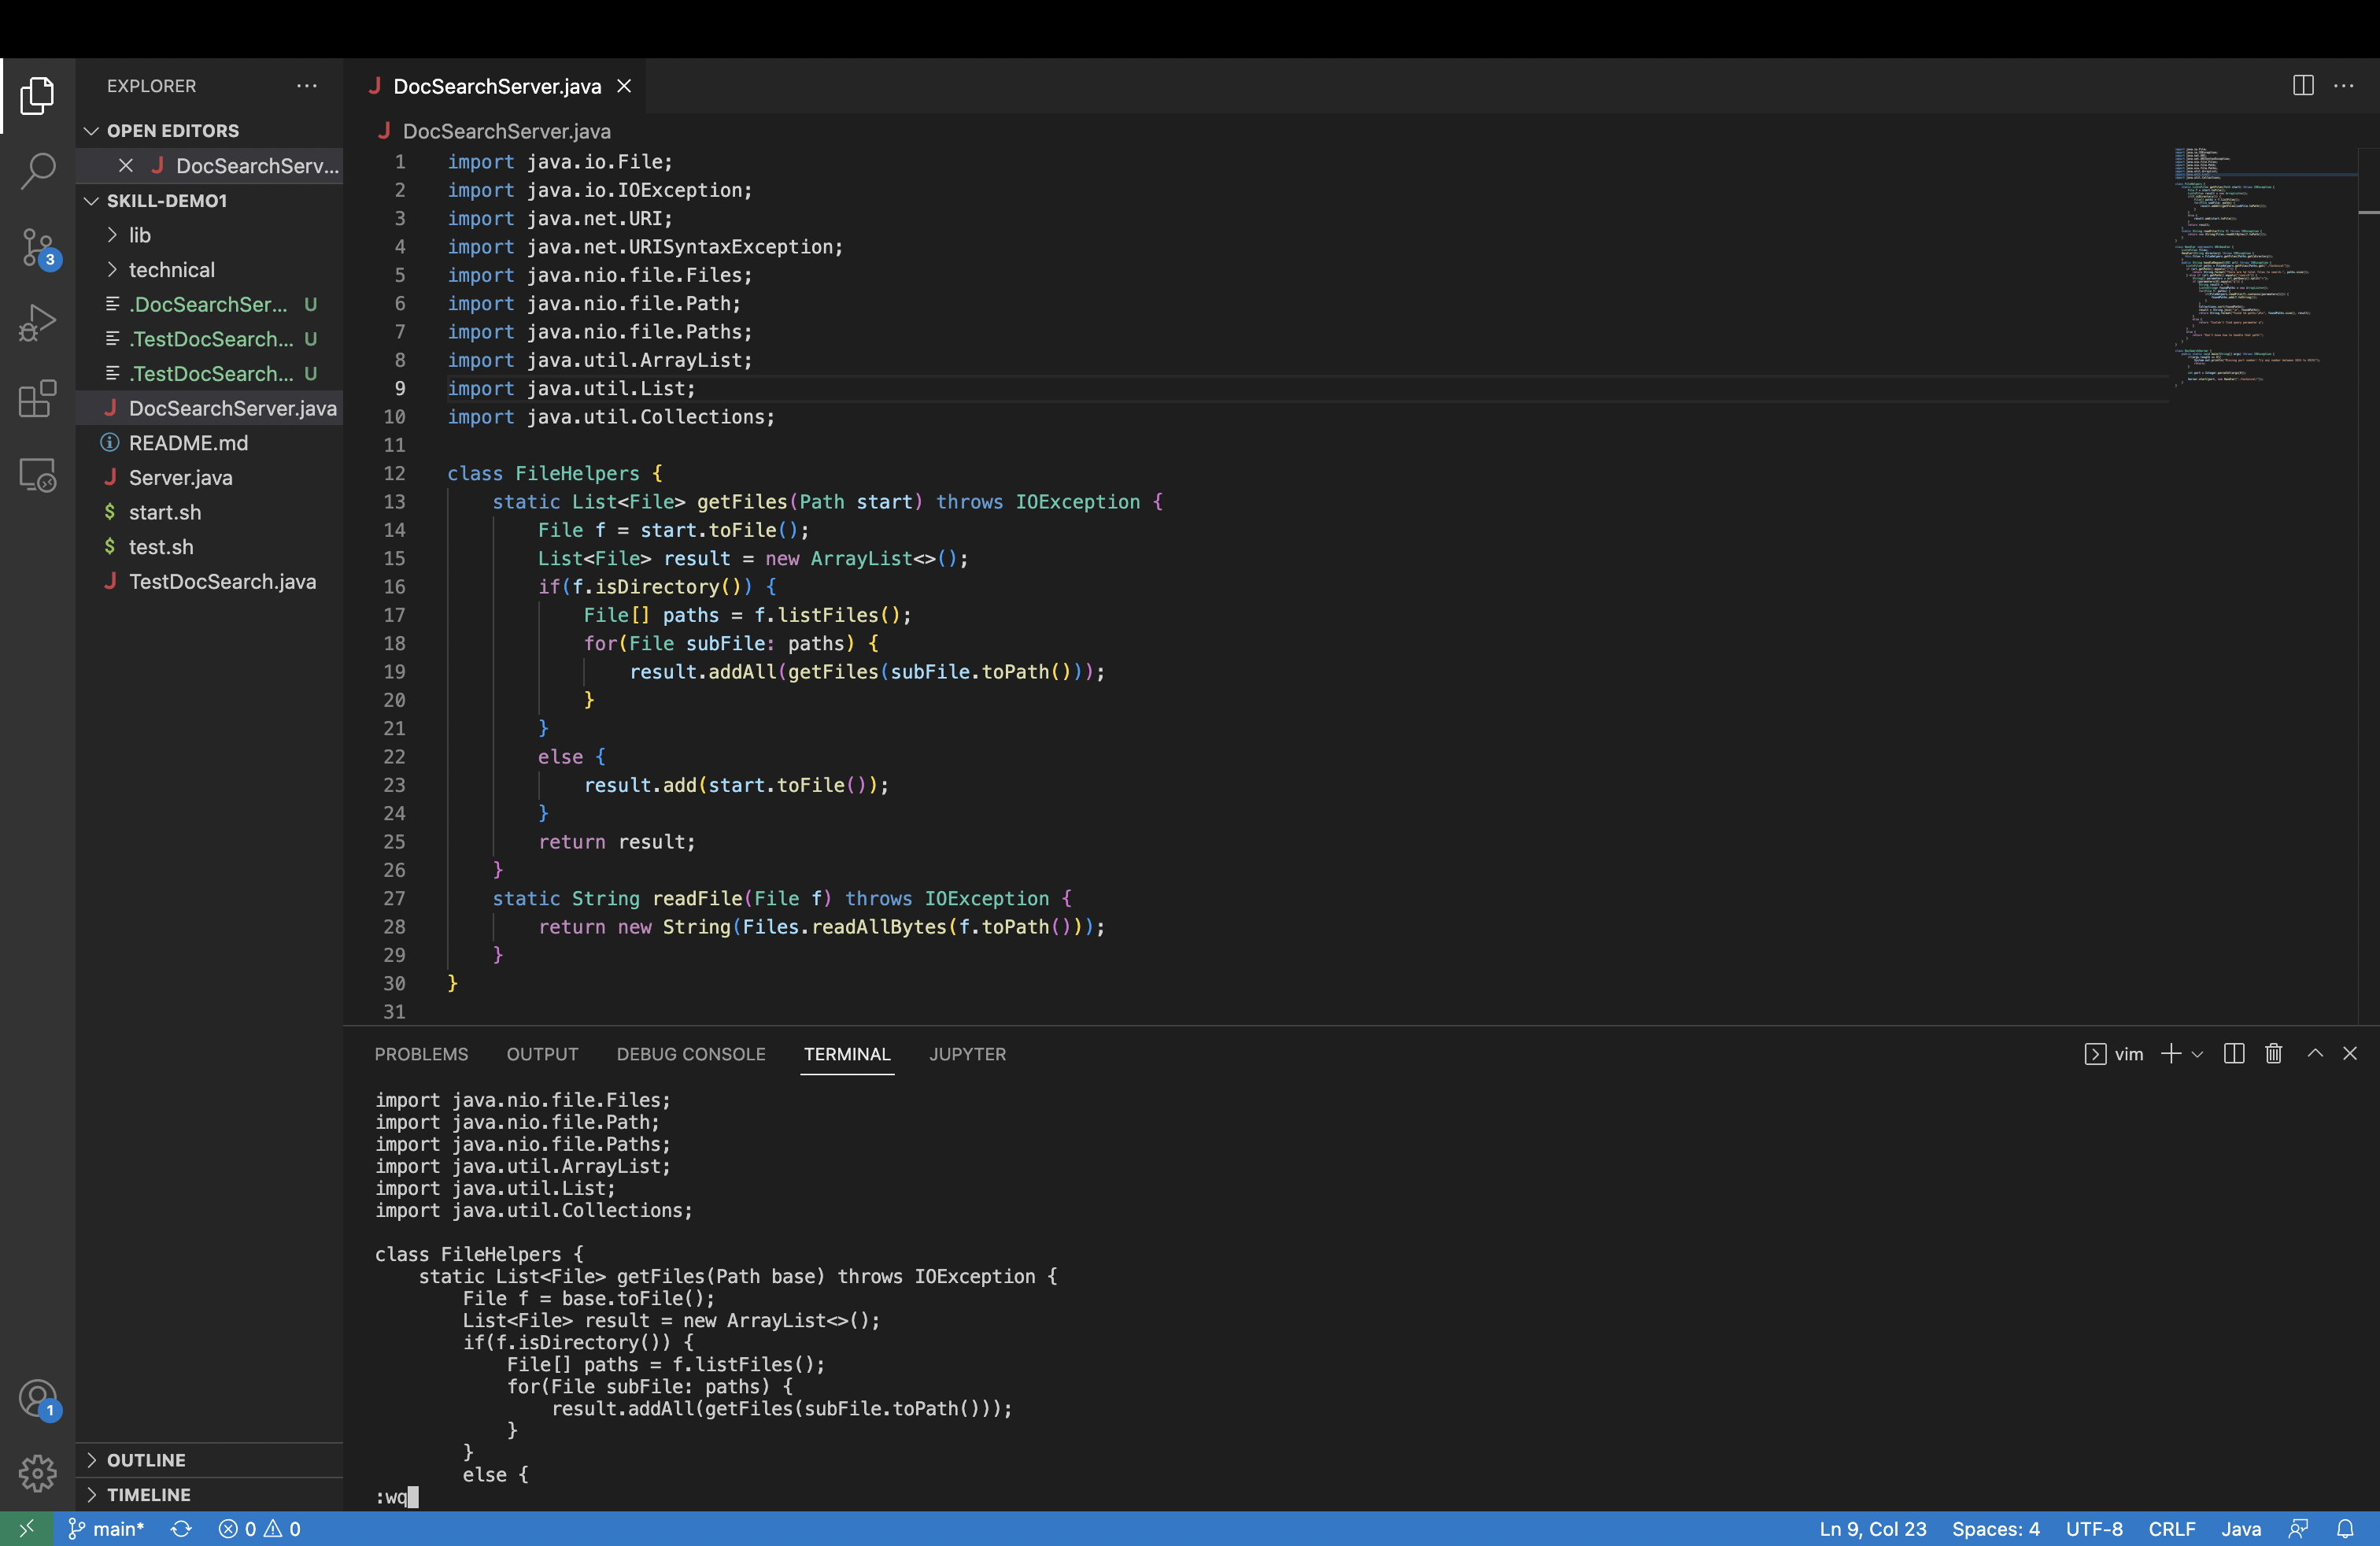 EXPLORER
OPEN EDITORS
DocSearchServ...
SKILL-DEMO1
lib
technical
.DocSearchSer... U
.TestDocSearch... U
.TestDocSearch... U
J DocSearchServer.java
README.md
J Server.java
$ start.sh
$ test.sh
J TestDocSearch.java
OUTLINE
TIMELINE
3
1
J DocSearchServer.java
J DocSearchServer.java
1 import java.io.File;
2 import java.io.IOException;
3 import java.net.URI;
4 import java.net.URISyntaxException;
5 import java.nio.file.Files;
6 import java.nio.file.Path;
7 import java.nio.file.Paths;
8 import java.util.ArrayList;
9 import java.util.List;
10 import java.util.Collections;
11
12 class FileHelpers {
13 static List<File> getFiles(Path start) throws IOException {
14 File f = start.toFile();
15 List<File> result = new ArrayList<>();
16 if(f.isDirectory()) {
17 File[] paths = f.listFiles();
18 for(File subFile: paths) {
19 result.addAll(getFiles(subFile.toPath()));
20 }
21 }
22 else {
23 result.add(start.toFile());
24 }
25 return result;
26 }
27 static String readFile(File f) throws IOException {
28 return new String(Files.readAllBytes(f.toPath()));
29 }
30 }
31
PROBLEMS OUTPUT DEBUG CONSOLE TERMINAL JUPYTER vim
import java.nio.file.Files;
import java.nio.file.Path;
import java.nio.file.Paths;
import java.util.ArrayList;
import java.util.List;
import java.util.Collections;
class FileHelpers {
static List<File> getFiles(Path base) throws IOException {
File f = base.toFile();
List<File> result = new ArrayList<>();
if(f.isDirectory()) {
File[] paths = f.listFiles();
for(File subFile: paths) {
result.addAll(getFiles(subFile.toPath()));
}
}
else {
:wq
main* 0 0 Ln 9, Col 23 Spaces: 4 UTF-8 CRLF Java